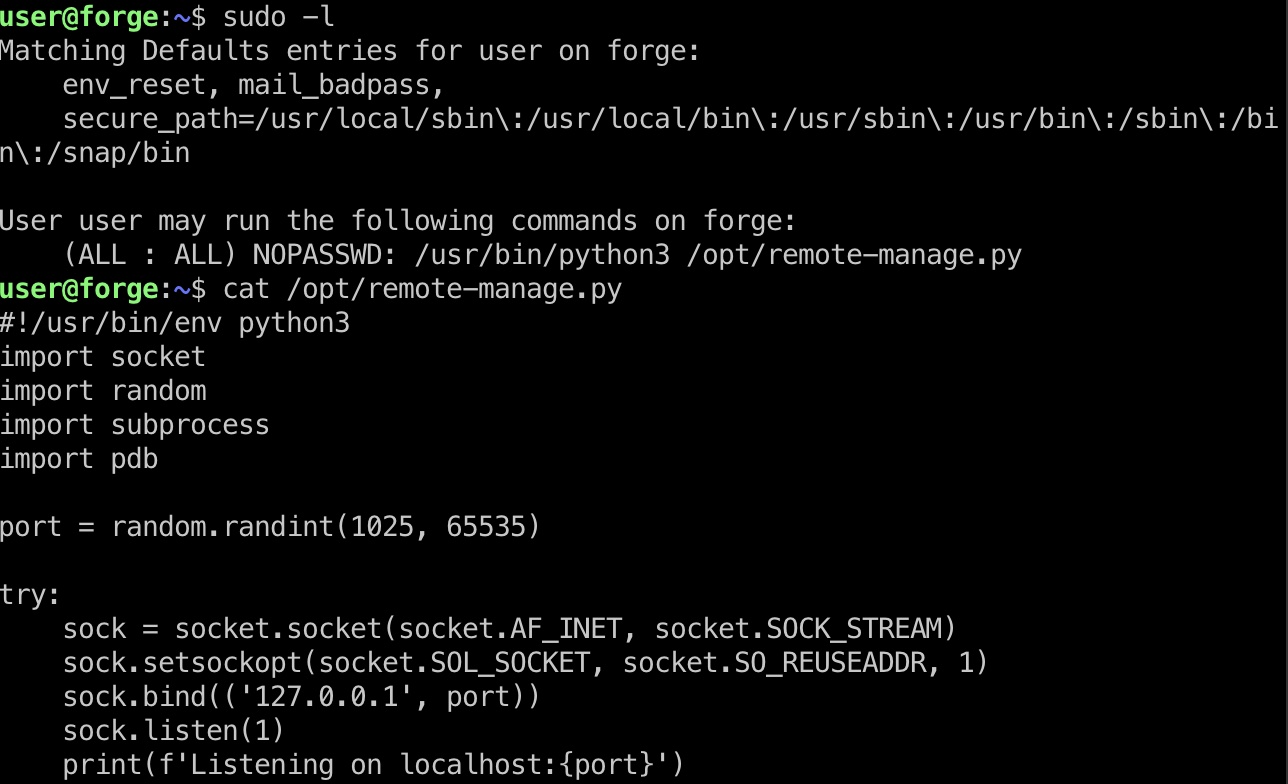 user@forge:~$ sudo -l
Matching Defaults entries for user on forge:
    env_reset, mail_badpass,
    secure_path=/usr/local/sbin\:/usr/local/bin\:/usr/sbin\:/usr/bin\:/sbin\:/bi
n\:/snap/bin

User user may run the following commands on forge:
    (ALL : ALL) NOPASSWD: /usr/bin/python3 /opt/remote-manage.py
user@forge:~$ cat /opt/remote-manage.py
#!/usr/bin/env python3
import socket
import random
import subprocess
import pdb

port = random.randint(1025, 65535)

try:
    sock = socket.socket(socket.AF_INET, socket.SOCK_STREAM)
    sock.setsockopt(socket.SOL_SOCKET, socket.SO_REUSEADDR, 1)
    sock.bind(('127.0.0.1', port))
    sock.listen(1)
    print(f'Listening on localhost:{port}')